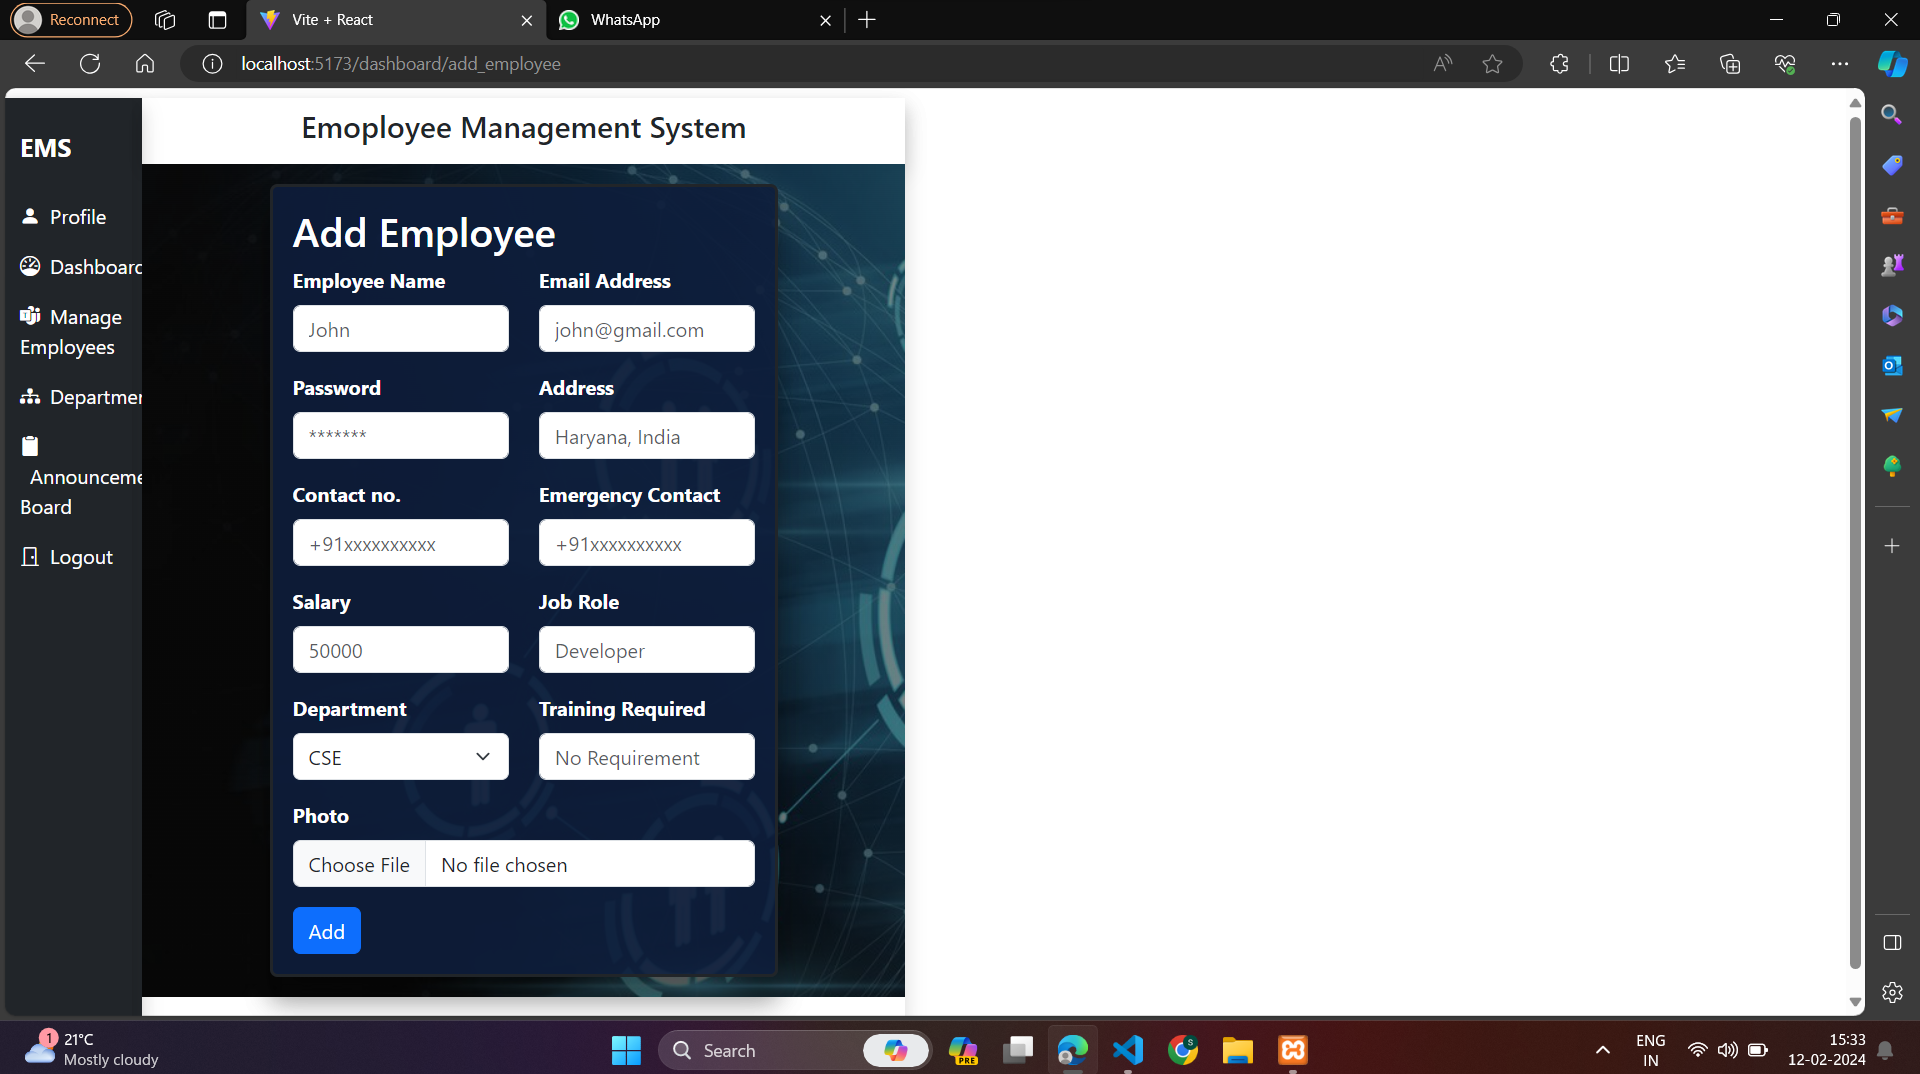 Reconnect
Vite + React
WhatsApp
localhost:5173/dashboard/add_employee
EMS
Profile
Dashboard
Manage
Employees
Departmen
Announceme
Board
Logout
Emoployee Management System
Add Employee
Employee Name
Email Address
John
john@gmail.com
Password
Address
*******
Haryana, India
Contact no.
Emergency Contact
+91xxxxxxxxxx
+91xxxxxxxxxx
Salary
Job Role
50000
Developer
Department
Training Required
CSE
No Requirement
Photo
Choose File
No file chosen
Add
1
21°C
Mostly cloudy
Search
PRE
S
ENG
IN
15:33
12-02-2024